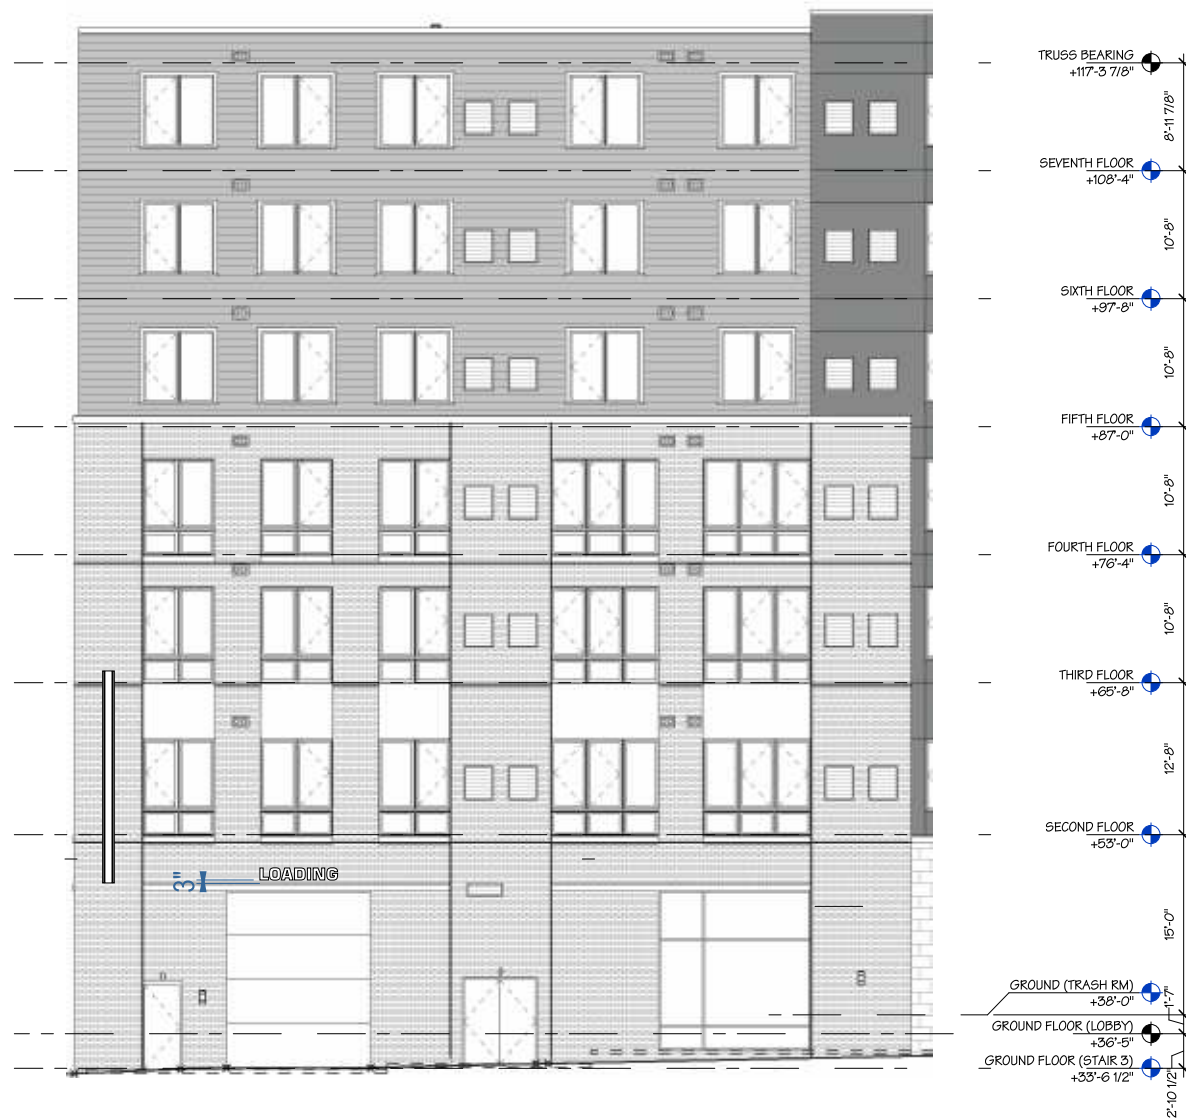 TRUSS BEARING
+117'-3 7/8"
8'-11 7/8"
SEVENTH FLOOR
+108'-4"
10'-8"
SIXTH FLOOR
+97'-8"
10'-8"
FIFTH FLOOR
+87'-0"
10'-8"
FOURTH FLOOR
+76'-4"
10'-8"
THIRD FLOOR
+65'-8"
12'-8"
SECOND FLOOR
+53'-0"
LOADING
3"
15'-0"
GROUND (TRASH RM)
+38'-0"
1'-7"
GROUND FLOOR (LOBBY)
+36'-5"
GROUND FLOOR (STAIR 3)
+33'-6 1/2"
2'-10 1/2"